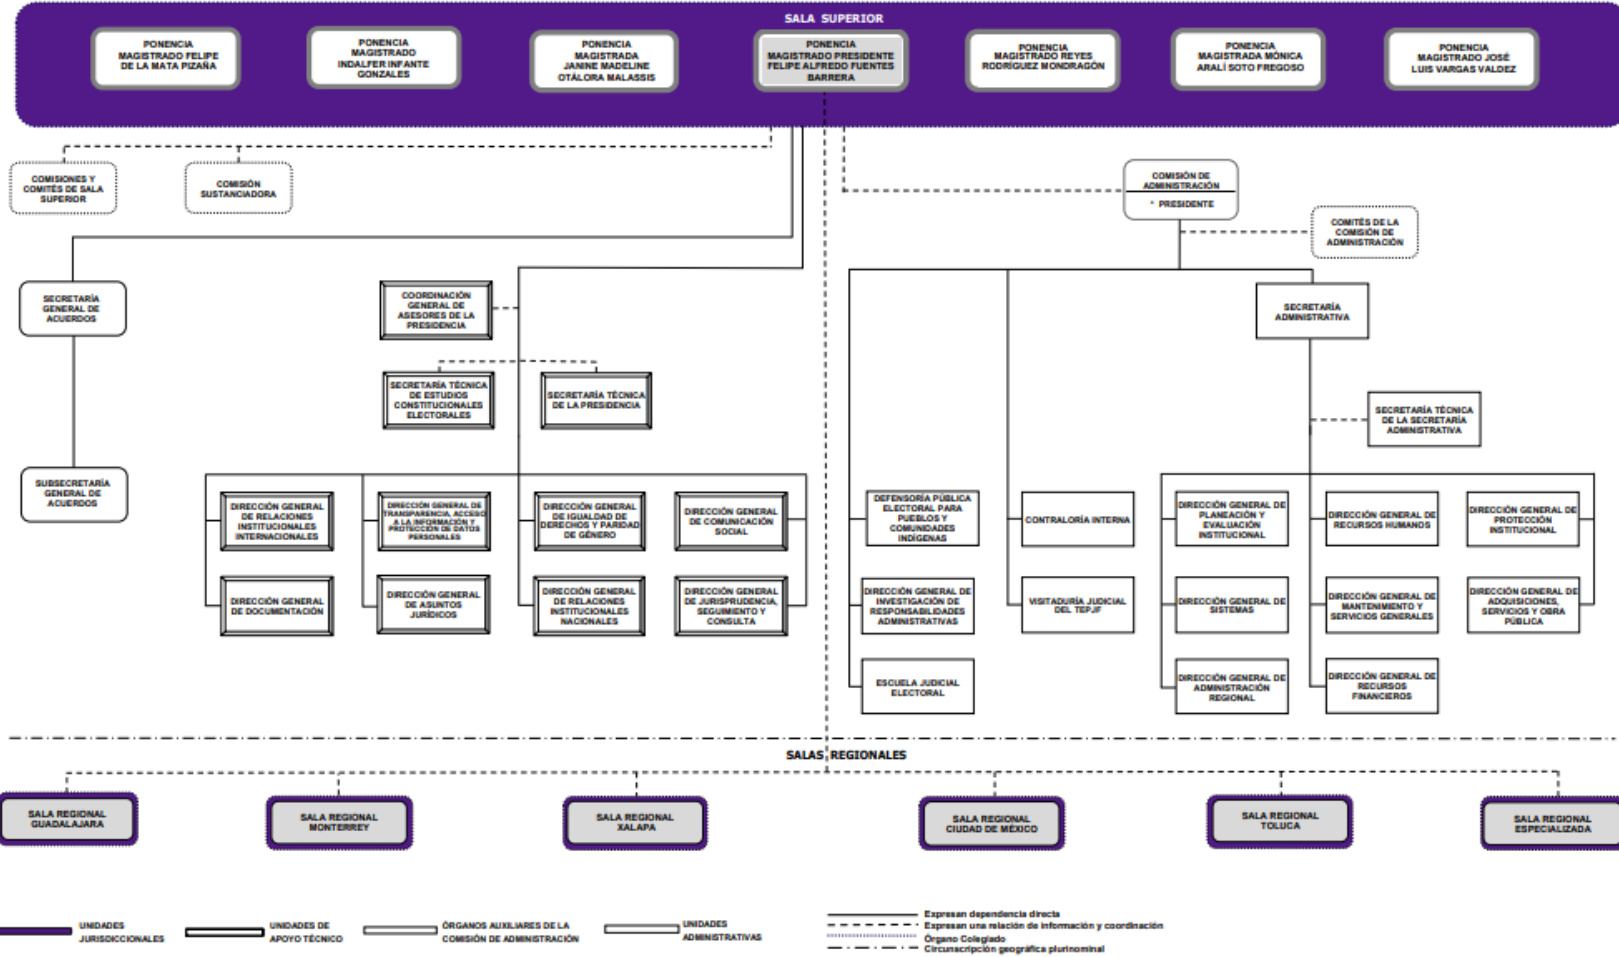 SALA SUPERIOR
PONENCIA
MAGISTRADO FELIPE
DE LA MATA PIZAÑA
PONENCIA
MAGISTRADO
INDALFER INFANTE
GONZALES
PONENCIA
MAGISTRADA
JANINE MADELINE
OTÁLORA MALASSIS
PONENCIA
MAGISTRADO PRESIDENTE
FELIPE ALFREDO FUENTES
BARRERA
PONENCIA
MAGISTRADO REYES
RODRÍGUEZ MONDRAGÓN
PONENCIA
MAGISTRADA MÓNICA
ARALÍ SOTO FREGOSO
PONENCIA
MAGISTRADO JOSÉ
LUIS VARGAS VALDEZ
COMISIONES Y
COMITÉS DE SALA
SUPERIOR
COMISIÓN
SUSTANCIADORA
COMISIÓN DE
ADMINISTRACIÓN
* PRESIDENTE
COMITÉS DE LA
COMISIÓN DE
ADMINISTRACIÓN
SECRETARÍA
GENERAL DE
ACUERDOS
COORDINACIÓN
GENERAL DE
ASESORES DE LA
PRESIDENCIA
SECRETARÍA
ADMINISTRATIVA
SECRETARÍA TÉCNICA
DE ESTUDIOS
CONSTITUCIONALES
ELECTORALES
SECRETARÍA TÉCNICA
DE LA PRESIDENCIA
SECRETARÍA TÉCNICA
DE LA SECRETARÍA
ADMINISTRATIVA
SUBSECRETARÍA
GENERAL DE
ACUERDOS
DIRECCIÓN GENERAL
DE RELACIONES
INSTITUCIONALES
INTERNACIONALES
DIRECCIÓN GENERAL DE
TRANSPARENCIA, ACCESO
A LA INFORMACIÓN Y
PROTECCIÓN DE DATOS
PERSONALES
DIRECCIÓN GENERAL
DE IGUALDAD DE
DERECHOS Y PARIDAD
DE GÉNERO
DIRECCIÓN GENERAL
DE COMUNICACIÓN
SOCIAL
DEFENSORÍA PÚBLICA
ELECTORAL PARA
PUEBLOS Y
COMUNIDADES
INDÍGENAS
CONTRALORÍA INTERNA
DIRECCIÓN GENERAL DE
PLANEACIÓN Y
EVALUACIÓN
INSTITUCIONAL
DIRECCIÓN GENERAL DE
RECURSOS HUMANOS
DIRECCIÓN GENERAL DE
PROTECCIÓN
INSTITUCIONAL
DIRECCIÓN GENERAL
DE DOCUMENTACIÓN
DIRECCIÓN GENERAL
DE ASUNTOS
JURÍDICOS
DIRECCIÓN GENERAL
DE RELACIONES
INSTITUCIONALES
NACIONALES
DIRECCIÓN GENERAL
DE JURISPRUDENCIA,
SEGUIMIENTO Y
CONSULTA
DIRECCIÓN GENERAL DE
INVESTIGACIÓN DE
RESPONSABILIDADES
ADMINISTRATIVAS
VISITADURÍA JUDICIAL
DEL TEPJF
DIRECCIÓN GENERAL DE
SISTEMAS
DIRECCIÓN GENERAL DE
MANTENIMIENTO Y
SERVICIOS GENERALES
DIRECCIÓN GENERAL DE
ADQUISICIONES,
SERVICIOS Y OBRA
PÚBLICA
ESCUELA JUDICIAL
ELECTORAL
DIRECCIÓN GENERAL DE
ADMINISTRACIÓN
REGIONAL
DIRECCIÓN GENERAL DE
RECURSOS
FINANCIEROS
SALAS REGIONALES
SALA REGIONAL
GUADALAJARA
SALA REGIONAL
MONTERREY
SALA REGIONAL
XALAPA
SALA REGIONAL
CIUDAD DE MÉXICO
SALA REGIONAL
TOLUCA
SALA REGIONAL
ESPECIALIZADA
UNIDADES
JURISDICCIONALES
UNIDADES DE
APOYO TÉCNICO
ÓRGANOS AUXILIARES DE LA
COMISIÓN DE ADMINISTRACIÓN
UNIDADES
ADMINISTRATIVAS
Expresan dependencia directa
Expresan una relación de información y coordinación
Órgano Colegiado
Circunscripción geográfica plurinominal